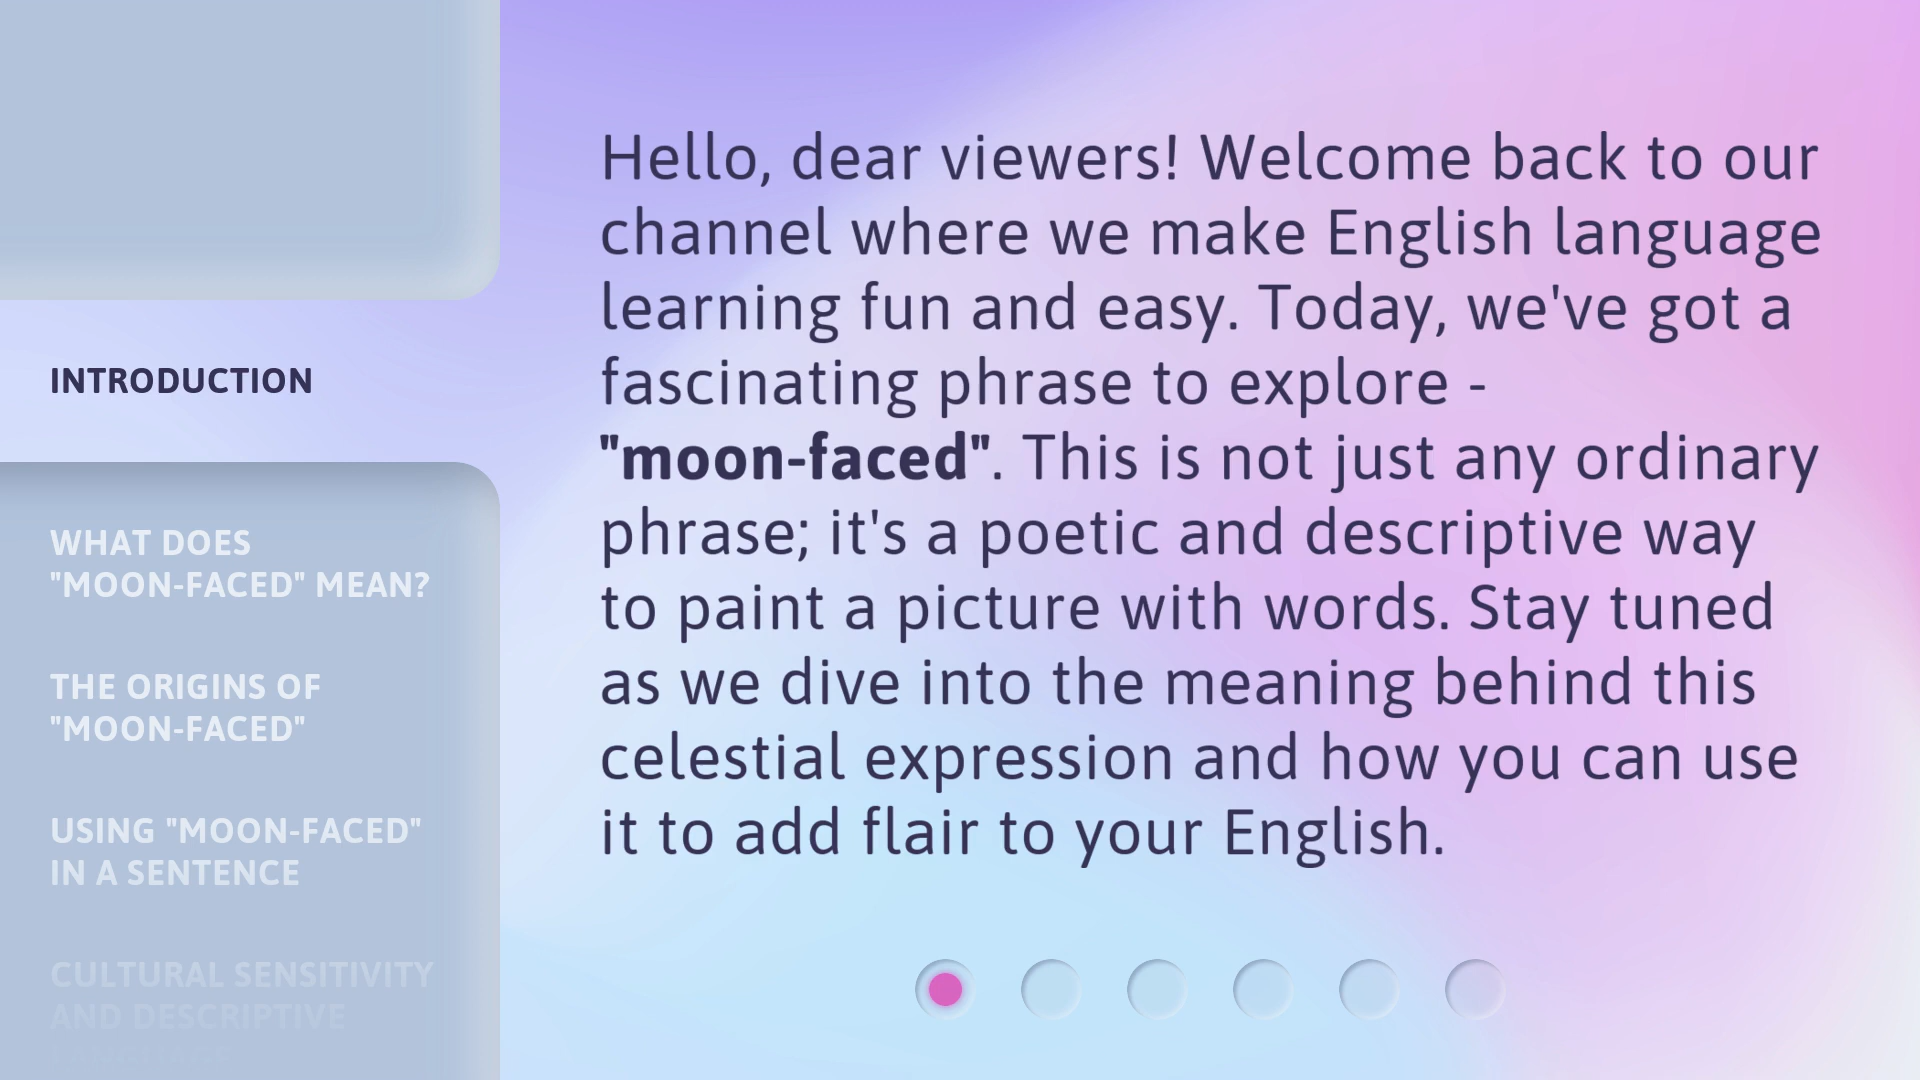 INTRODUCTION
WHAT DOES
"MOON-FACED" MEAN?
THE ORIGINS OF
"MOON-FACED"
USING "MOON-FACED"
IN A SENTENCE
CULTURAL SENSITIVITY
AND DESCRIPTIVE
LANGUAGE
Hello, dear viewers! Welcome back to our
channel where we make English language
learning fun and easy. Today, we've got a
fascinating phrase to explore -
"moon-faced". This is not just any ordinary
phrase; it's a poetic and descriptive way
to paint a picture with words. Stay tuned
as we dive into the meaning behind this
celestial expression and how you can use
it to add flair to your English.